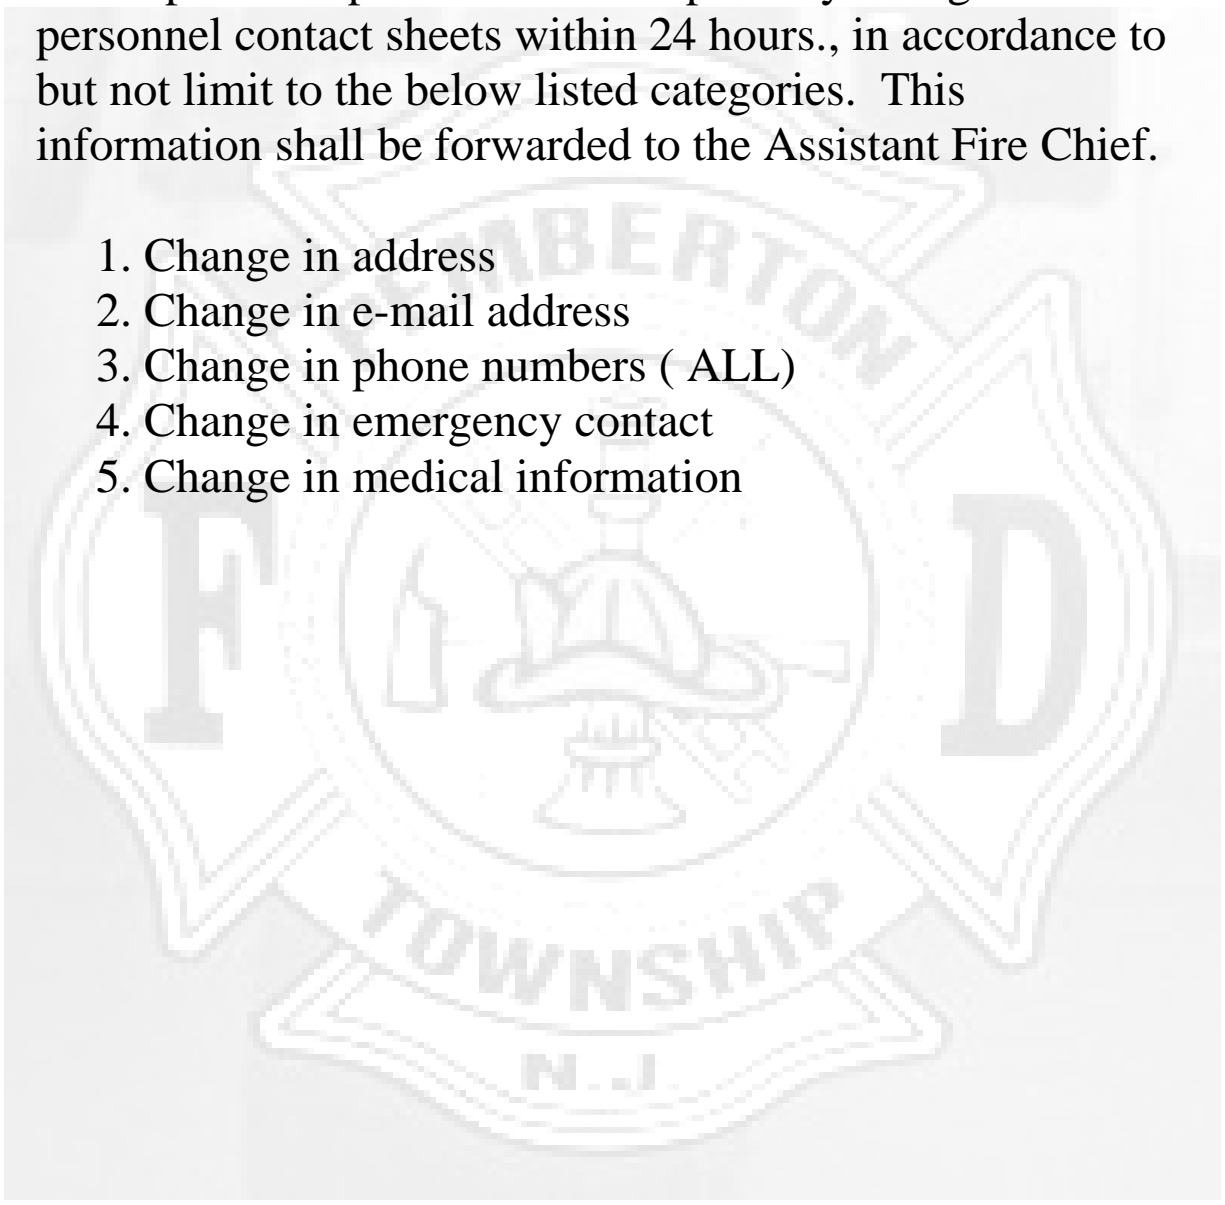 personnel contact sheets within 24 hours., in accordance to
but not limit to the below listed categories. This
information shall be forwarded to the Assistant Fire Chief.
1. Change in address
2. Change in e-mail address
3. Change in phone numbers ( ALL)
4. Change in emergency contact
5. Change in medical information
PEMBERTON
F D
TOWNSHIP
N.J.